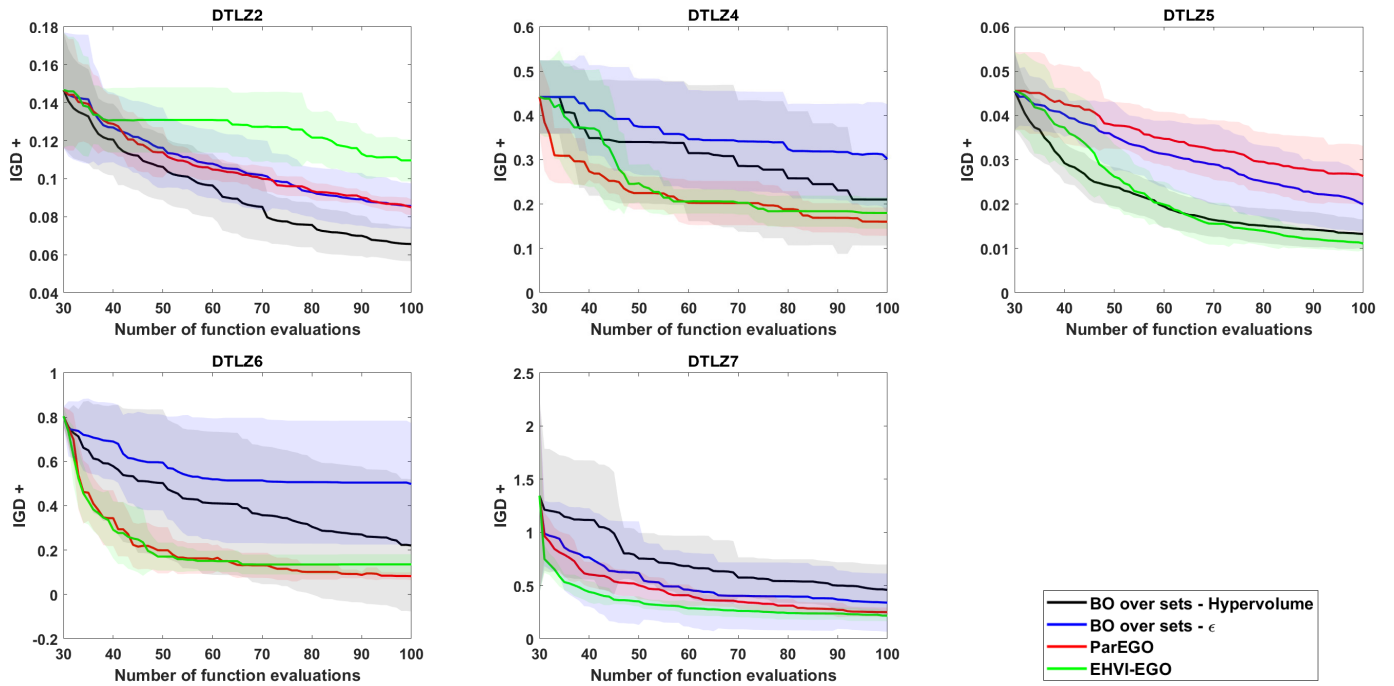 DTLZ2
0.18
0.16
0.14
0.12
0.1
0.08
0.06
0.04
IGD +
30 40 50 60 70 80 90 100
Number of function evaluations
DTLZ4
0.6
0.5
0.4
0.3
0.2
0.1
0
IGD +
30 40 50 60 70 80 90 100
Number of function evaluations
DTLZ5
0.06
0.05
0.04
0.03
0.02
0.01
0
IGD +
30 40 50 60 70 80 90 100
Number of function evaluations
DTLZ6
1
0.8
0.6
0.4
0.2
0
-0.2
IGD +
30 40 50 60 70 80 90 100
Number of function evaluations
DTLZ7
2.5
2
1.5
1
0.5
0
IGD +
30 40 50 60 70 80 90 100
Number of function evaluations
BO over sets - Hypervolume
BO over sets - ϵ
ParEGO
EHVI-EGO